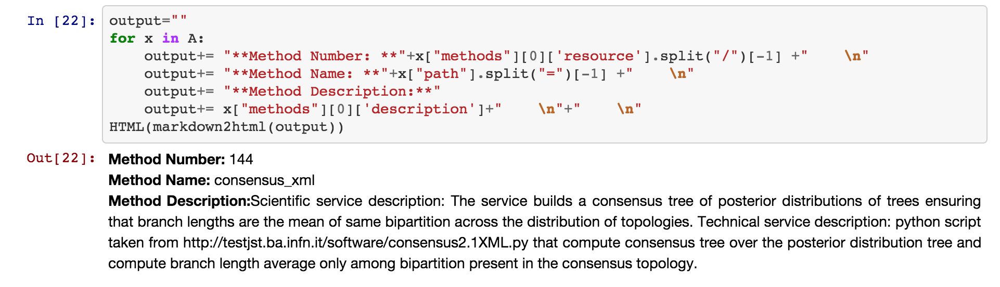 In [22]: output=""
for x in A:
    output+= "**Method Number: **"+x["methods"][0]['resource'].split("/")[-1] +"    \n"
    output+= "**Method Name: **"+x["path"].split("=")[-1] +"    \n"
    output+= "**Method Description:**"
    output+= x["methods"][0]['description']+"    \n"+"    \n"
HTML(markdown2html(output))
Out[22]: Method Number: 144
Method Name: consensus_xml
Method Description:Scientific service description: The service builds a consensus tree of posterior distributions of trees ensuring
that branch lengths are the mean of same bipartition across the distribution of topologies. Technical service description: python script
taken from http://testjst.ba.infn.it/software/consensus2.1XML.py that compute consensus tree over the posterior distribution tree and
compute branch length average only among bipartition present in the consensus topology.